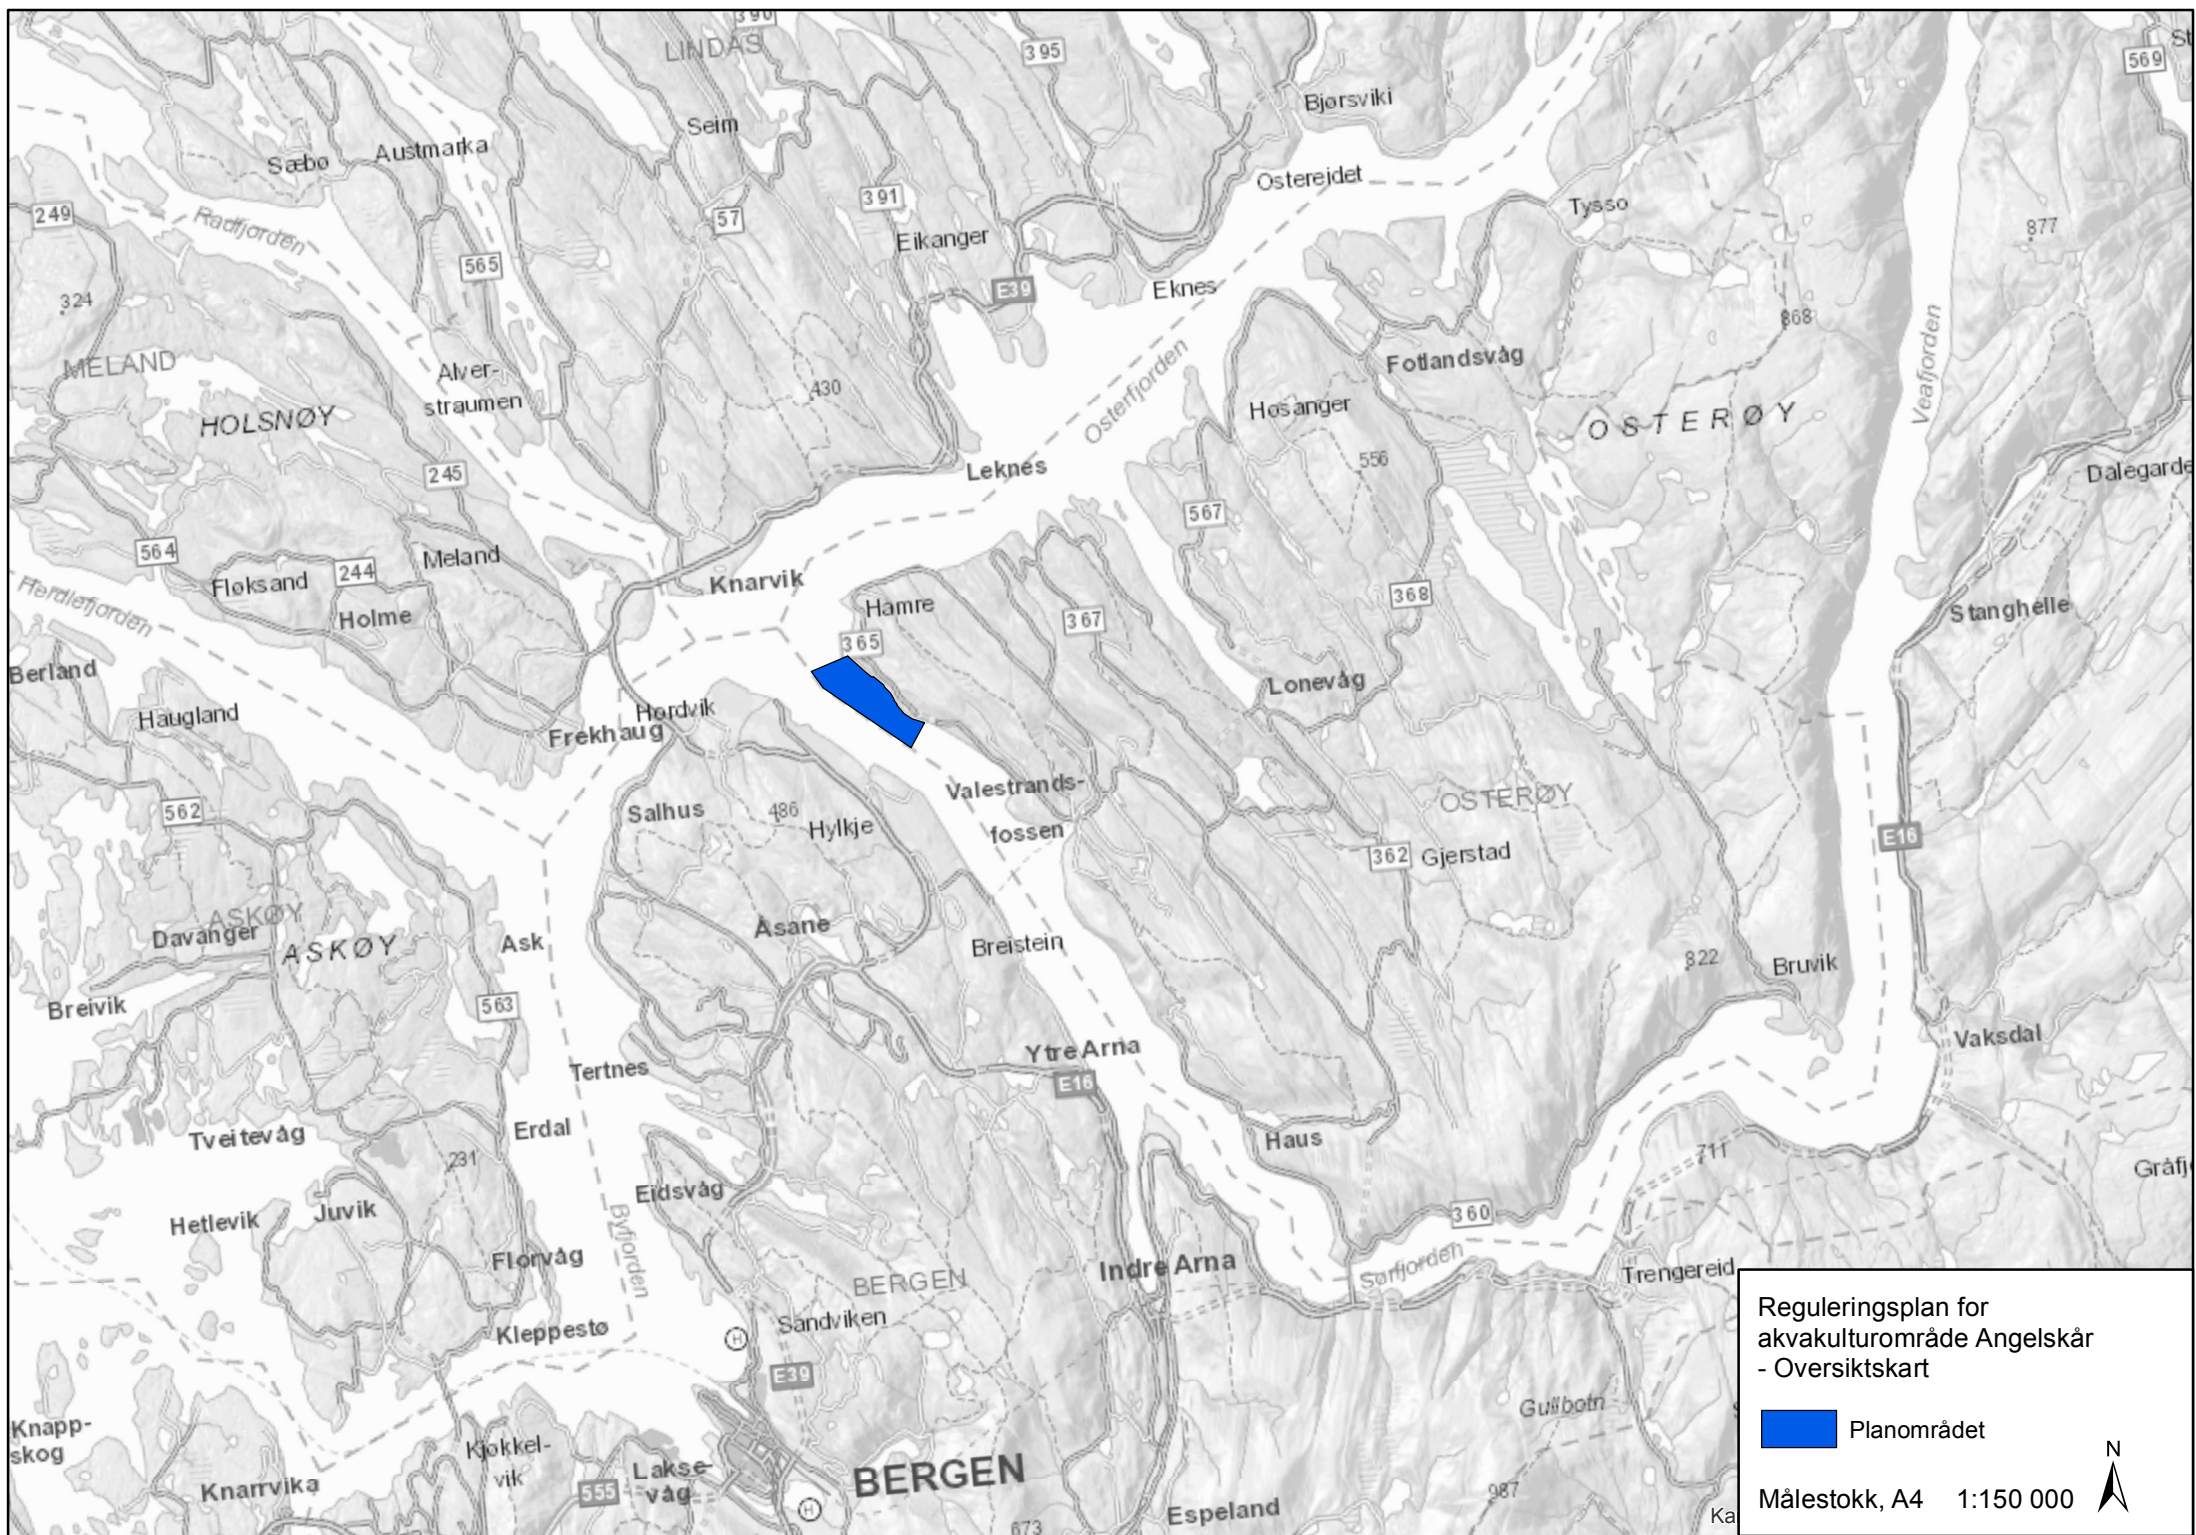 390
LINDÅS
395
569
St
Bjørsviki
Seim
Austmarka
Sæbø
Ostereidet
391
Tysso
249
57
Radfjorden
877
Eikanger
565
E39
Eknes
324
868
Veafjorden
MELAND
Alver-
straumen
430
Osterfjorden
Fotlandsvåg
HOLSNØY
Hosanger
OSTERØY
556
245
Leknes
Dalegarde
567
564
Meland
Fløksand
244
Knarvik
Herdlefjorden
Holme
Hamre
368
367
Stanghelle
365
Berland
Lonevåg
Haugland
Hordvik
Frekhaug
562
Salhus
486
Hylkje
Valestrands-
fossen
OSTERØY
E16
362
Gjerstad
ASKØY
Davanger
ASKØY
Ask
Åsane
Breistein
822
Bruvik
Breivik
563
Ytre Arna
Vaksdal
Tertnes
E16
Tveitevåg
Erdal
Haus
231
711
Gråfj
Eidsvåg
Hetlevik
Juvik
Byfjorden
360
Florvåg
BERGEN
Indre Arna
Sørfjorden
Trengereid
Kleppestø
H
Sandviken
E39
Gullbotn
Knapp-
skog
Kjøkkel-
vik
Knarrvika
555
Lakse-
våg
BERGEN
H
673
Espeland
987
Ka
Reguleringsplan for
akvakulturområde Angelskår
- Oversiktskart
Planområdet
Målestokk, A4 1:150 000
N